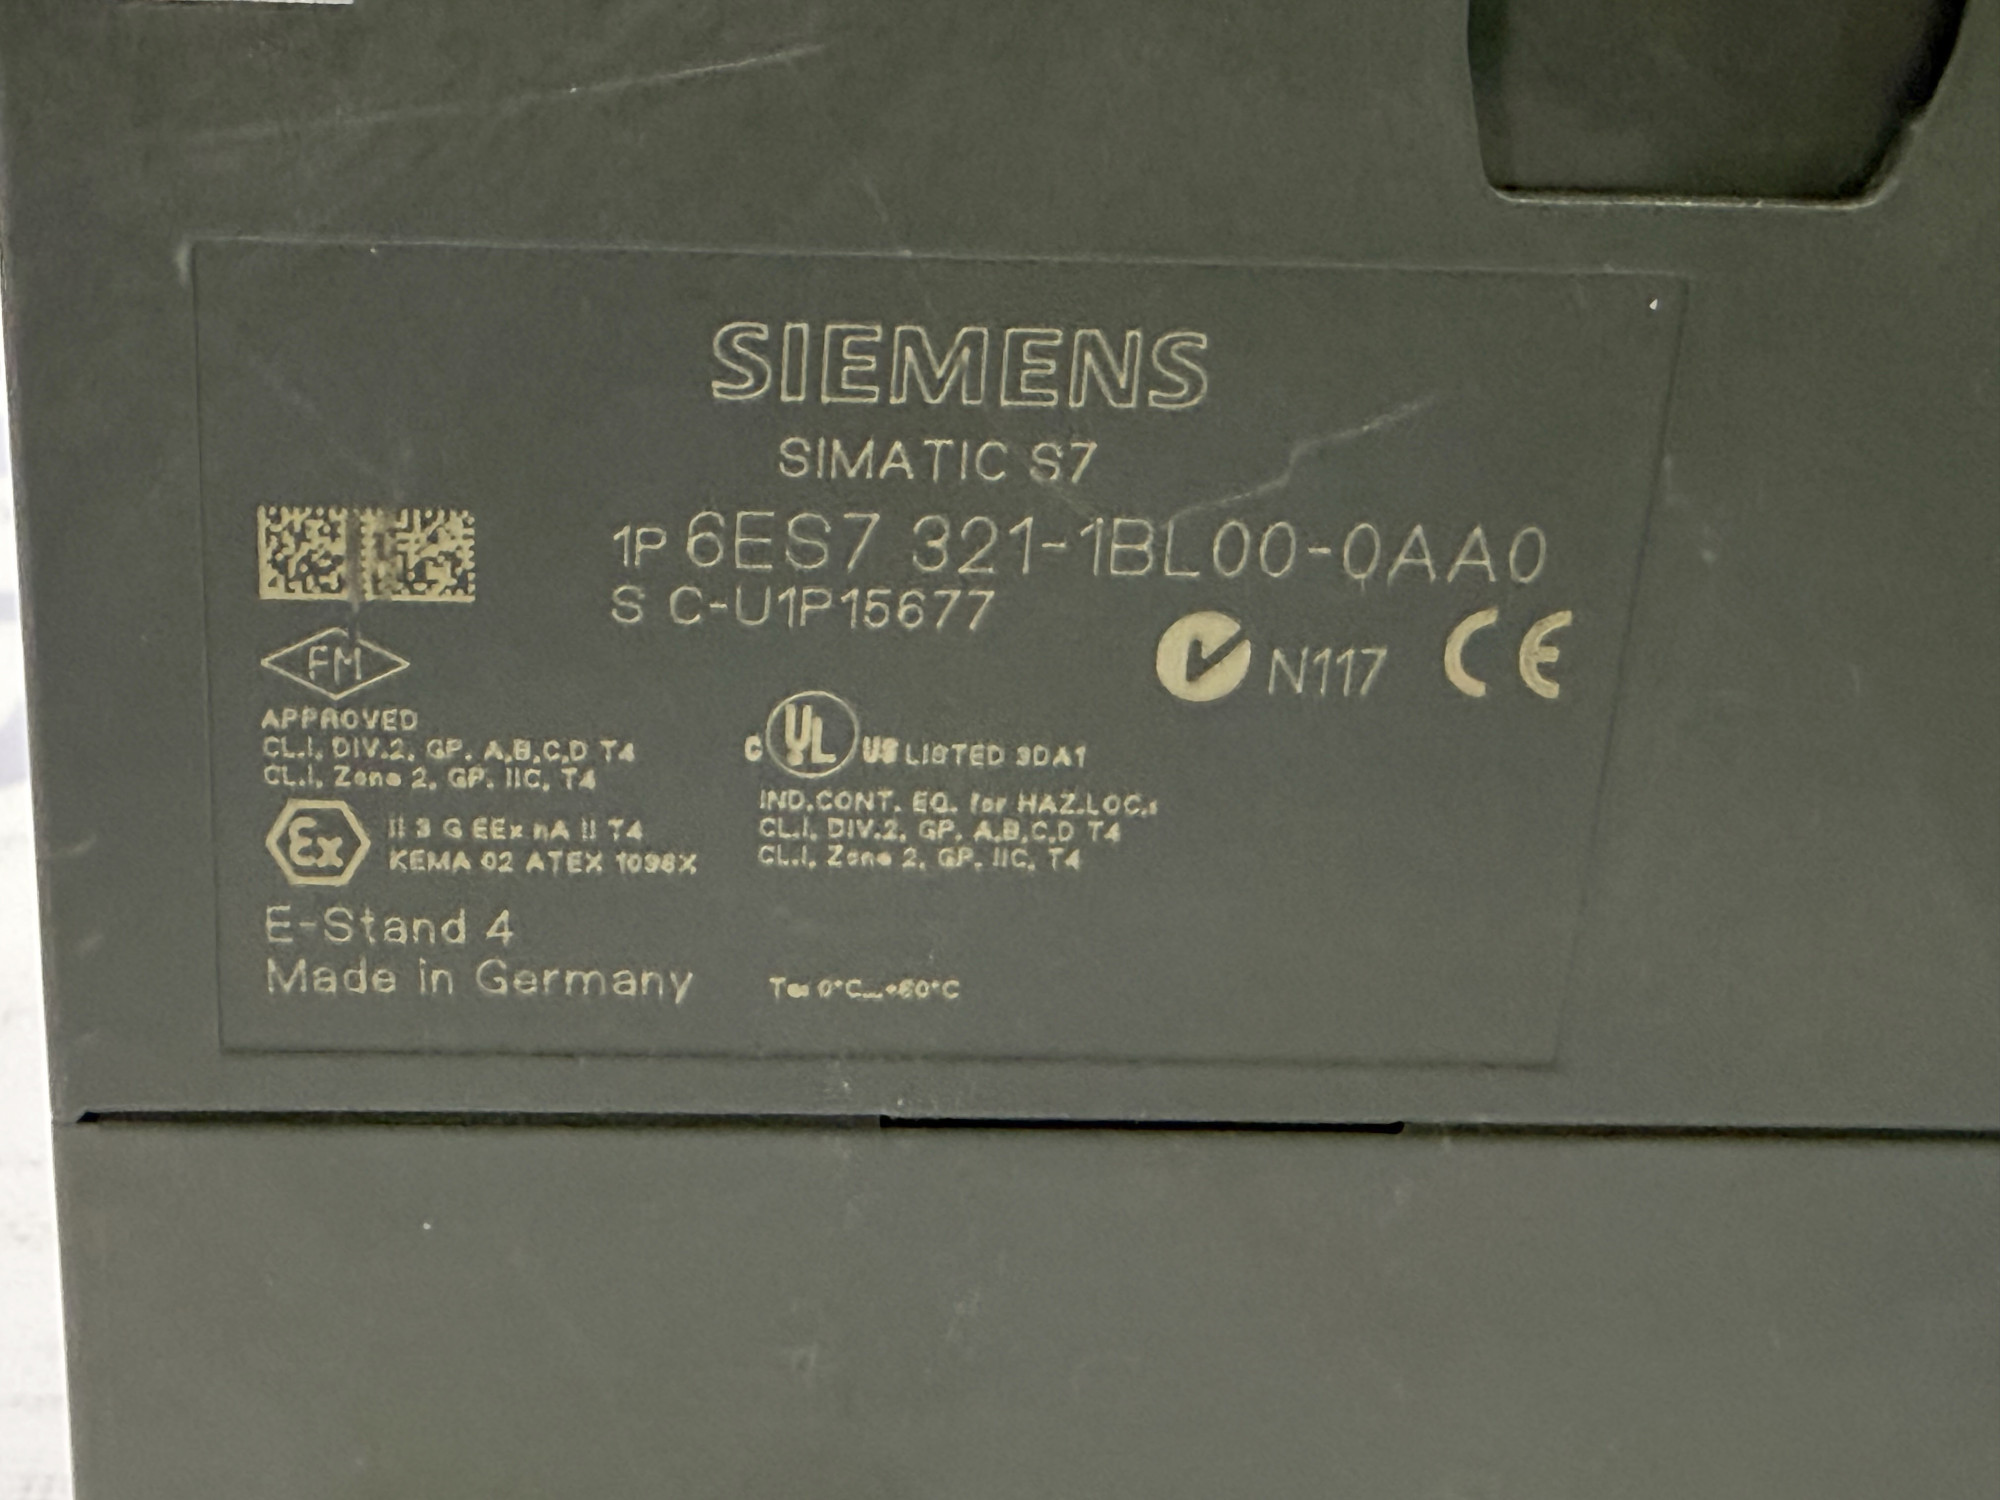 SIEMENS
SIMATIC S7
1P 6ES7 321-1BL00-0AA0
S C-U1P15677
N117 CE
FM
APPROVED
CL.I, DIV.2, GP. A,B,C,D T4
CL.I, Zone 2, GP. IIC, T4
c UL US LISTED 3DA1
IND.CONT. EQ. for HAZ.LOC.:
CL.I, DIV.2, GP. A,B,C,D T4
CL.I, Zone 2, GP. IIC, T4
Ex II 3 G EEx nA II T4
KEMA 02 ATEX 1096X
E-Stand 4
Made in Germany
Ta: 0°C...+60°C